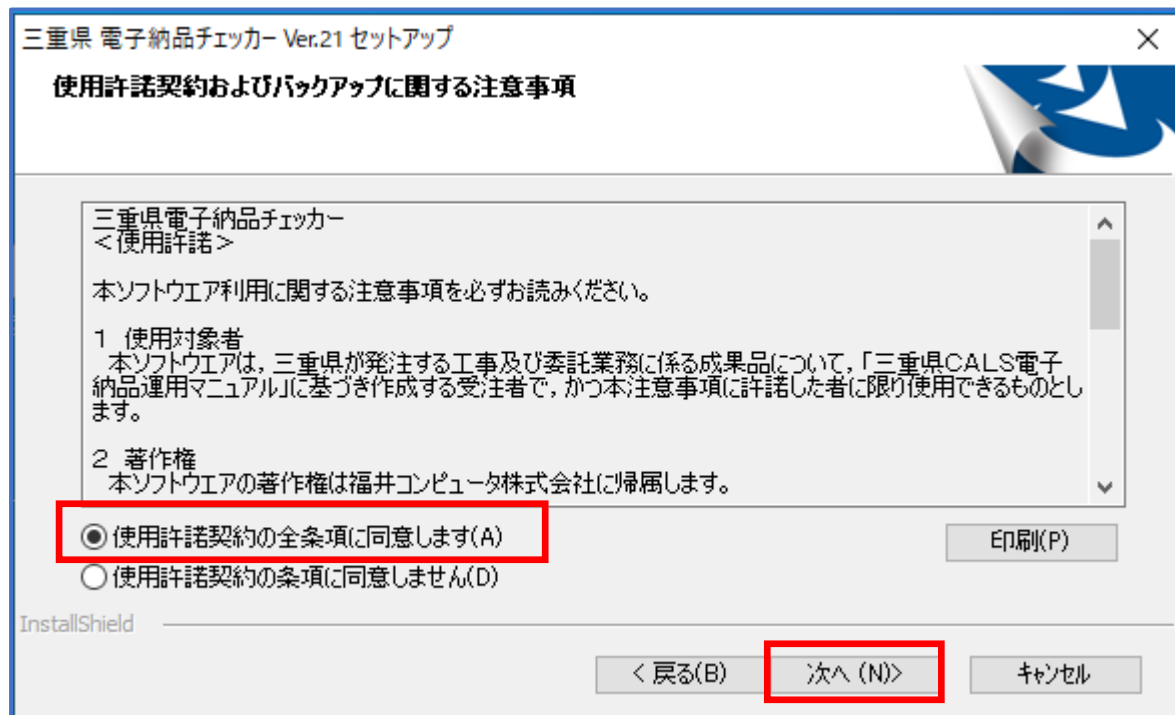 三重県 電子納品チェッカー Ver.21 セットアップ
使用許諾契約およびバックアップに関する注意事項
三重県電子納品チェッカー
＜使用許諾＞
本ソフトウエア利用に関する注意事項を必ずお読みください。
１ 使用対象者
本ソフトウエアは，三重県が発注する工事及び委託業務に係る成果品について，「三重県ＣＡＬＳ電子
納品運用マニュアル」に基づき作成する受注者で，かつ本注意事項に許諾した者に限り使用できるものとし
ます。
２ 著作権
本ソフトウエアの著作権は福井コンピュータ株式会社に帰属します。
使用許諾契約の全条項に同意します(A)
印刷(P)
使用許諾契約の条項に同意しません(D)
InstallShield
< 戻る(B)
次へ (N)>
キャンセル